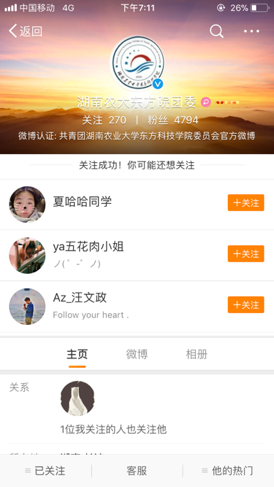 中国移动 4G 下午7:11 26%
返回
湖南农大东方院团委
关注 270 | 粉丝 4794
微博认证: 共青团湖南农业大学东方科技学院委员会官方微博
关注成功！你可能还想关注
夏哈哈同学
＋关注
ya五花肉小姐
＋关注
ノ(゜-゜ノ)
Az_汪文政
＋关注
Follow your heart .
主页 微博 相册
关系
1位我关注的人也关注他
≡ 已关注 客服 ≡ 他的热门